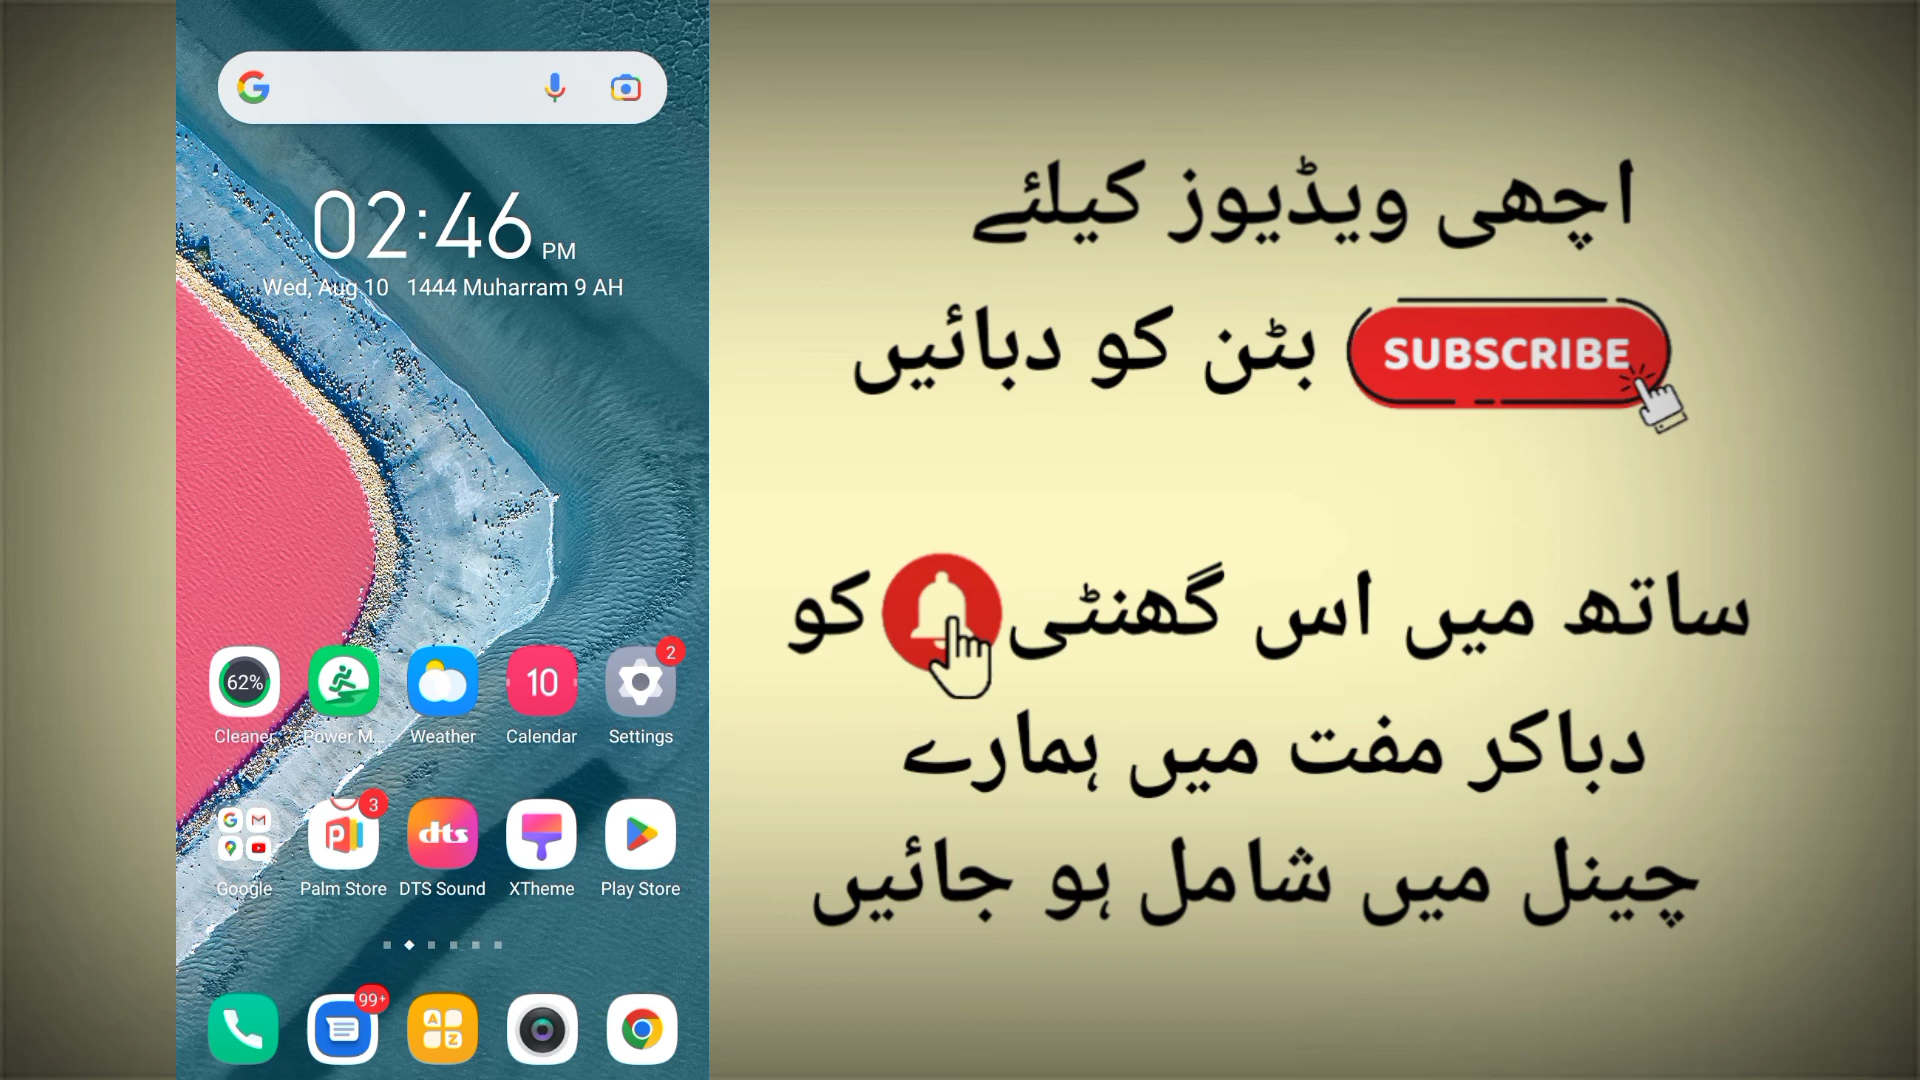 02:46 PM
Wed, Aug 10 1444 Muharram 9 AH
62%
10
2
Cleaner
Power M...
Weather
Calendar
Settings
3
dts
Google
Palm Store
DTS Sound
XTheme
Play Store
99+
A
Z
اچھی ویڈیوز کیلئے
SUBSCRIBE بٹن کو دبائیں
ساتھ میں اس گھنٹی کو
دباکر مفت میں ہمارے
چینل میں شامل ہو جائیں